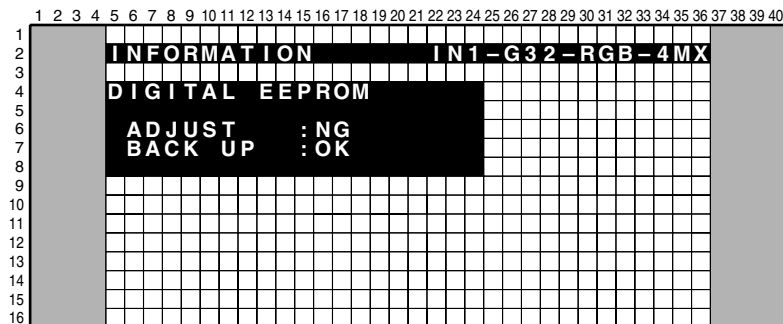 1 2 3 4 5 6 7 8 9 10 11 12 13 14 15 16 17 18 19 20 21 22 23 24 25 26 27 28 29 30 31 32 33 34 35 36 37 38 39 40
1
2 INFORMATION IN1–G32–RGB–4MX
3
4 DIGITAL EEPROM
5
6 ADJUST :NG
7 BACK UP :OK
8
9
10
11
12
13
14
15
16